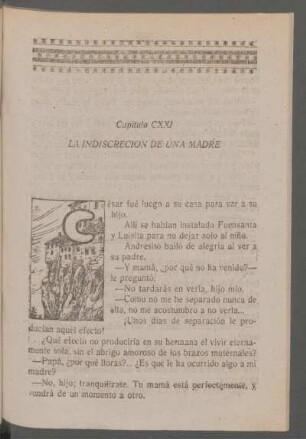 Capítulo CXXI
LA INDISCRECION DE UNA MADRE
César fué luego a su casa para ver a su
hijo.
Allí se habían instalado Fuensanta
y Luisita para no dejar solo al niño.
Andresito bailó de alegría al ver a
su padre.
—Y mamá, ¿por qué no ha venido?—
le preguntó.
—No tardarás en verla, hijo mío.
—Como no me he separado nunca de
ella, no me acostumbro a no verla...
¡Unos días de separación le pro-
ducían aquel efecto!
¿Qué efecto no produciría en su hermana el vivir eterna-
mente sola, sin el abrigo amoroso de los brazos maternales?
—Papá, ¿por qué lloras?... ¿Es que le ha ocurrido algo a mi
madre?
—No, hijo; tranquilízate. Tu mamá está perfectamente, y
vendrá de un momento a otro.